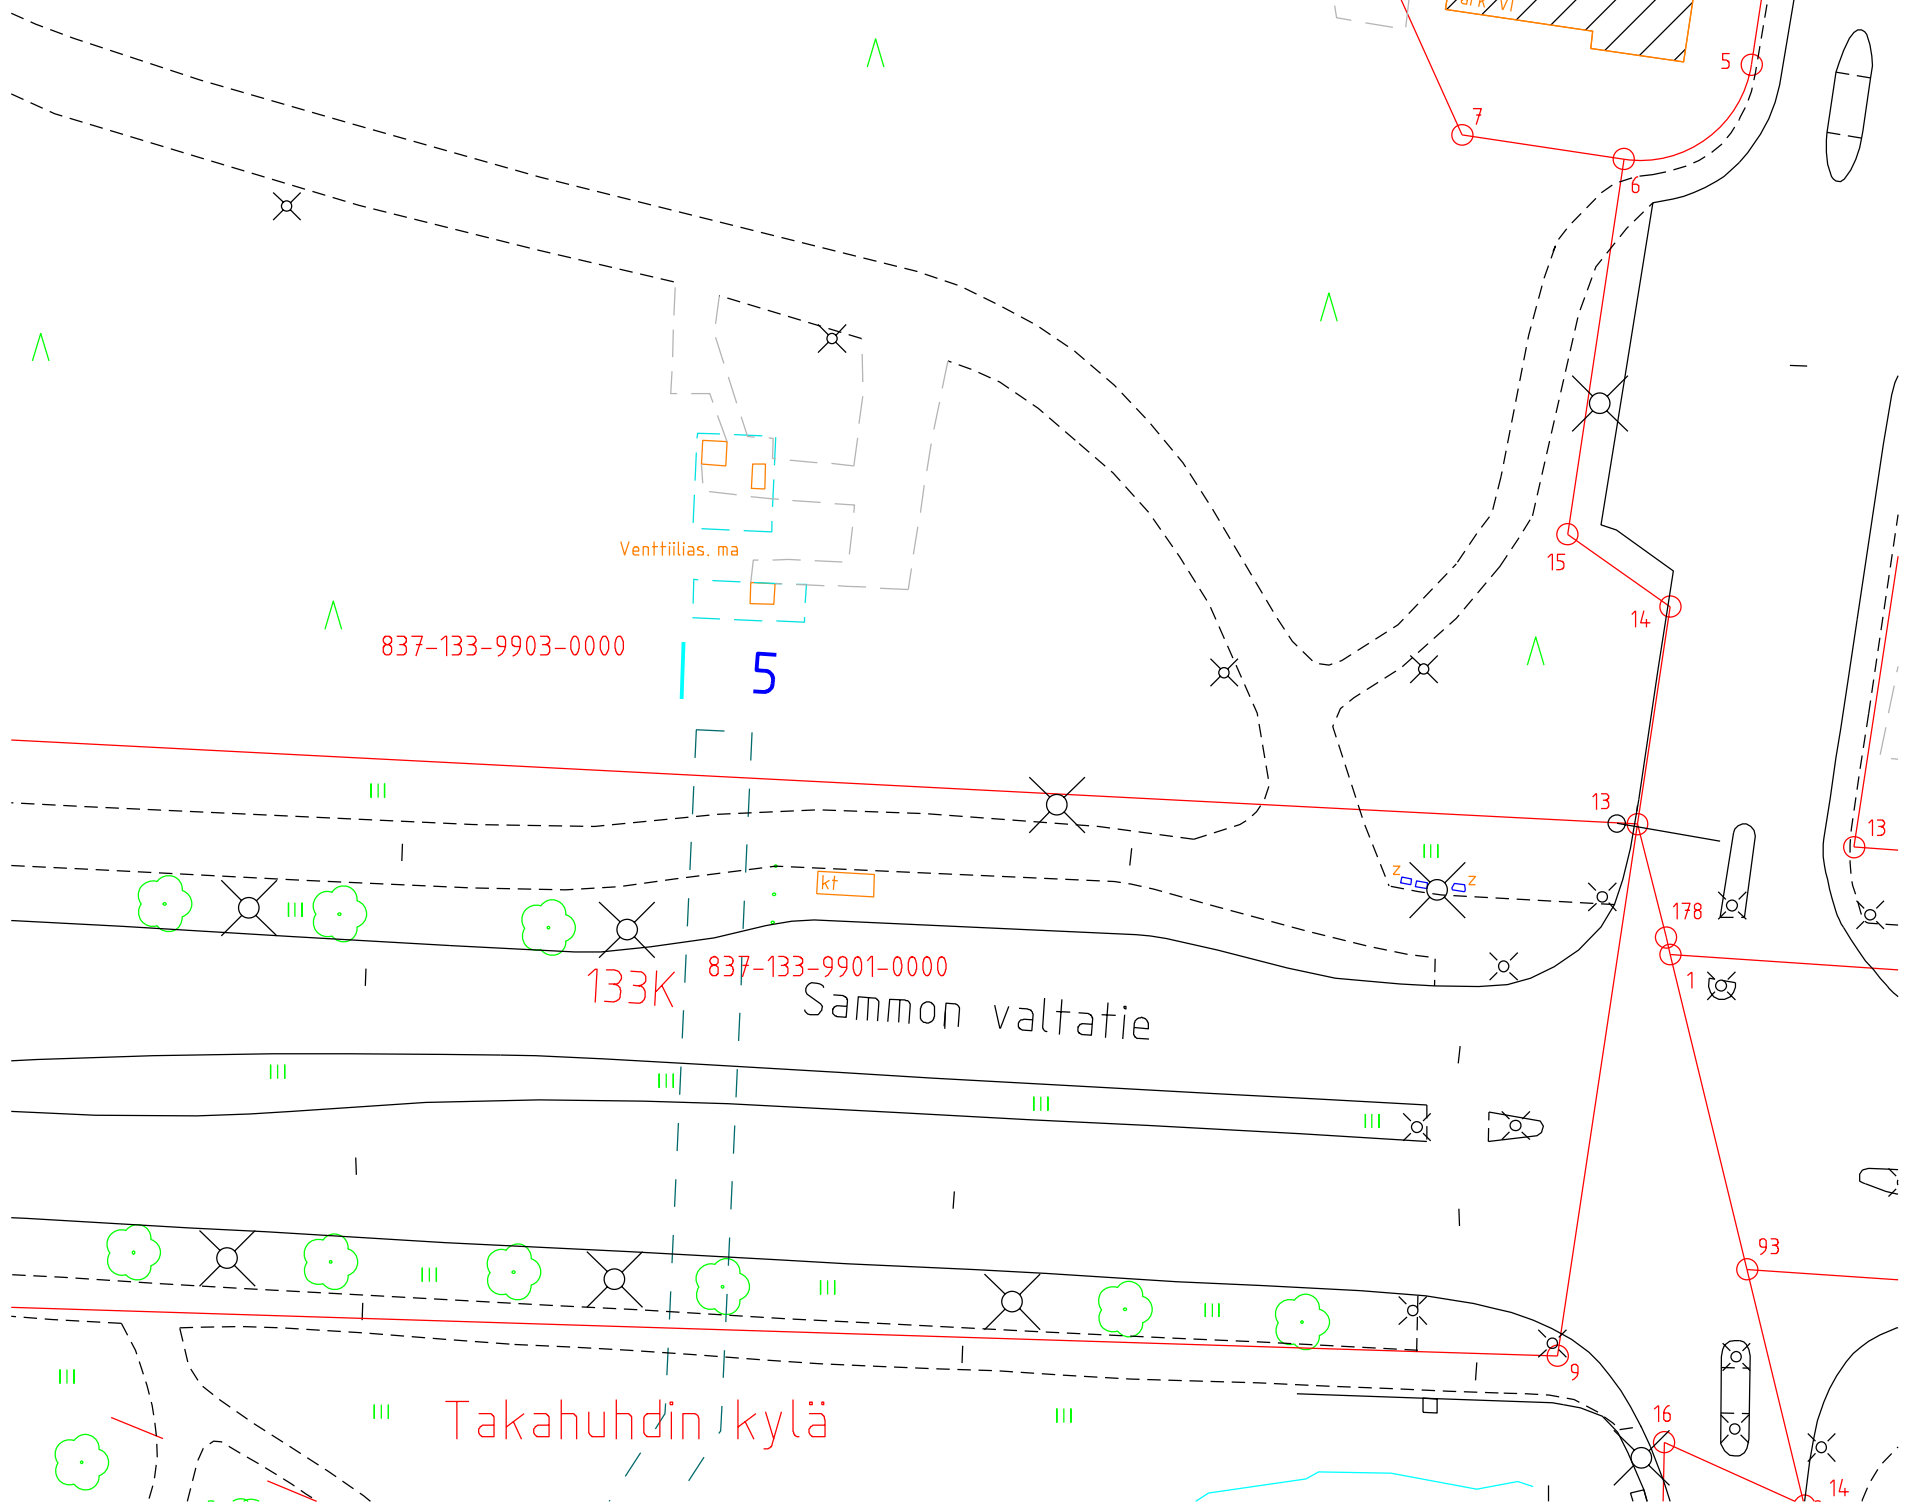 5
7
6
Venttiilias. ma
15
14
837-133-9903-0000
5
13
13
kt
z
z
178
133K
837-133-9901-0000
1
Sammon valtatie
93
9
Takahuhdin kylä
16
14